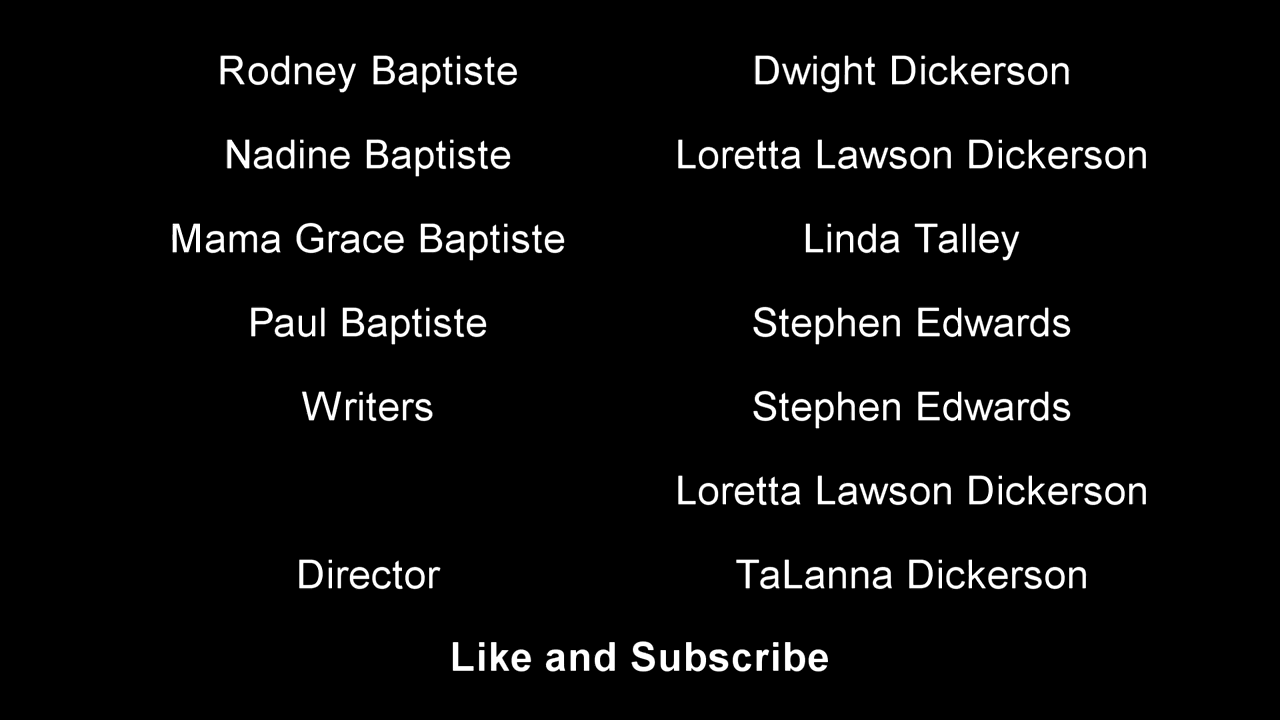 Rodney Baptiste Dwight Dickerson
Nadine Baptiste Loretta Lawson Dickerson
Mama Grace Baptiste Linda Talley
Paul Baptiste Stephen Edwards
Writers Stephen Edwards
Loretta Lawson Dickerson
Director TaLanna Dickerson
Like and Subscribe